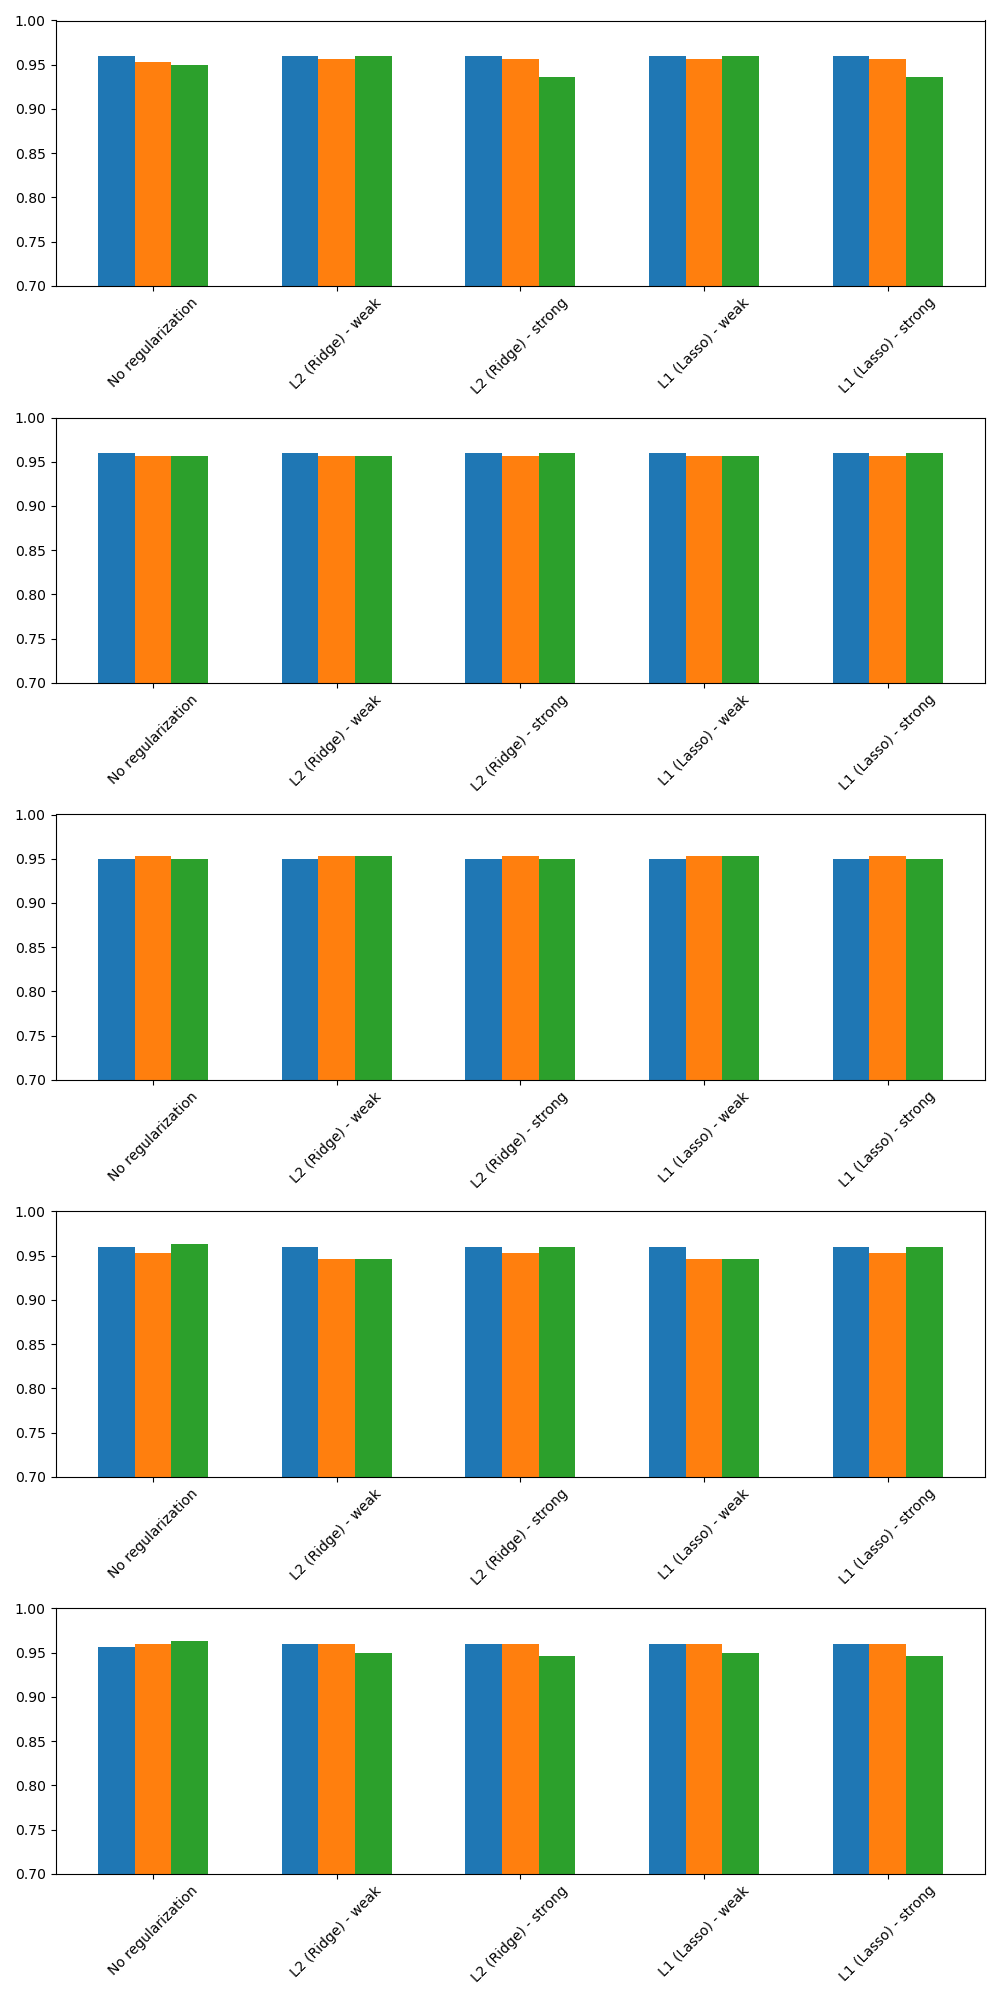 1.00
0.95
0.90
0.85
0.80
0.75
0.70
No regularization
L2 (Ridge) - weak
L2 (Ridge) - strong
L1 (Lasso) - weak
L1 (Lasso) - strong
1.00
0.95
0.90
0.85
0.80
0.75
0.70
No regularization
L2 (Ridge) - weak
L2 (Ridge) - strong
L1 (Lasso) - weak
L1 (Lasso) - strong
1.00
0.95
0.90
0.85
0.80
0.75
0.70
No regularization
L2 (Ridge) - weak
L2 (Ridge) - strong
L1 (Lasso) - weak
L1 (Lasso) - strong
1.00
0.95
0.90
0.85
0.80
0.75
0.70
No regularization
L2 (Ridge) - weak
L2 (Ridge) - strong
L1 (Lasso) - weak
L1 (Lasso) - strong
1.00
0.95
0.90
0.85
0.80
0.75
0.70
No regularization
L2 (Ridge) - weak
L2 (Ridge) - strong
L1 (Lasso) - weak
L1 (Lasso) - strong